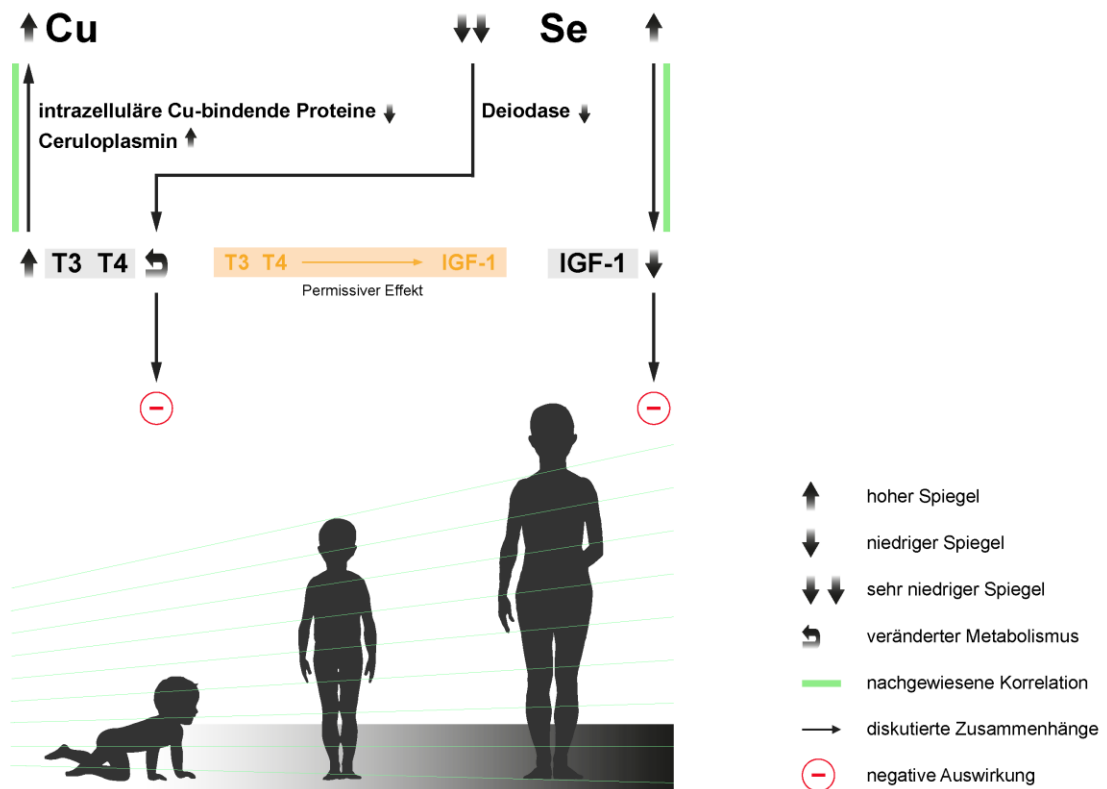 Cu
Se
intrazelluläre Cu-bindende Proteine
Ceruloplasmin
Deiodase
T3 T4
T3 T4
IGF-1
IGF-1
Permissiver Effekt
hoher Spiegel
niedriger Spiegel
sehr niedriger Spiegel
veränderter Metabolismus
nachgewiesene Korrelation
diskutierte Zusammenhänge
negative Auswirkung